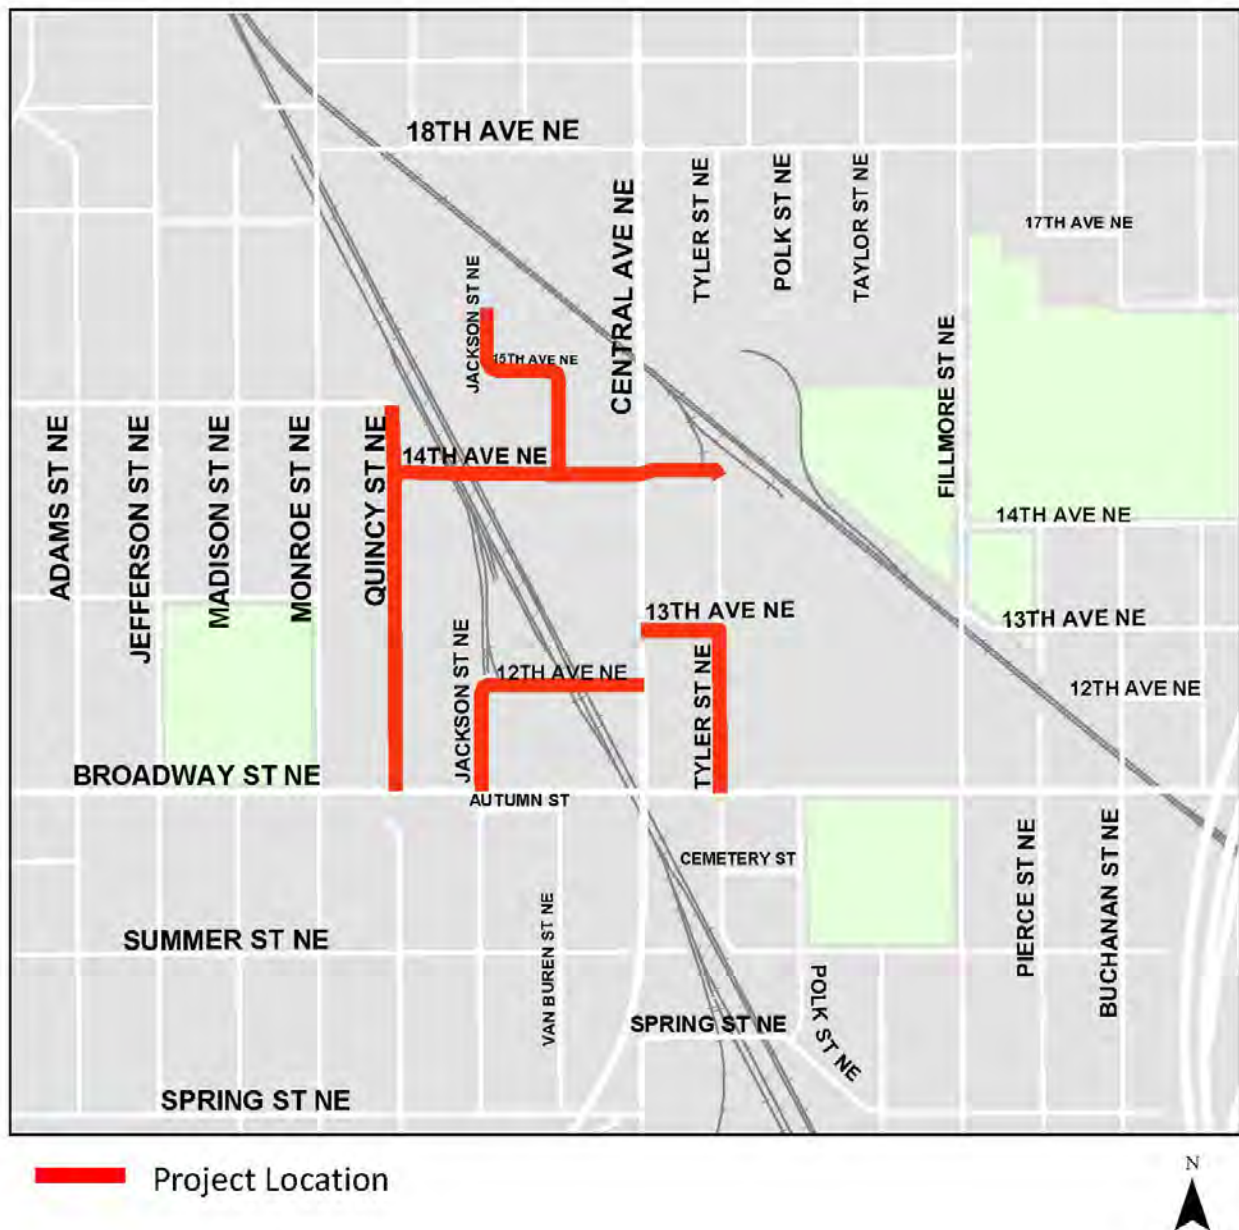 18TH AVE NE
CENTRAL AVE NE
TYLER ST NE
POLK ST NE
TAYLOR ST NE
17TH AVE NE
JACKSON ST NE
15TH AVE NE
FILLMORE ST NE
ADAMS ST NE
JEFFERSON ST NE
MADISON ST NE
MONROE ST NE
QUINCY ST NE
14TH AVE NE
14TH AVE NE
13TH AVE NE
13TH AVE NE
JACKSON ST NE
12TH AVE NE
TYLER ST NE
12TH AVE NE
BROADWAY ST NE
AUTUMN ST
CEMETERY ST
PIERCE ST NE
BUCHANAN ST NE
VAN BUREN ST NE
SUMMER ST NE
POLK ST NE
SPRING ST NE
SPRING ST NE
Project Location
N